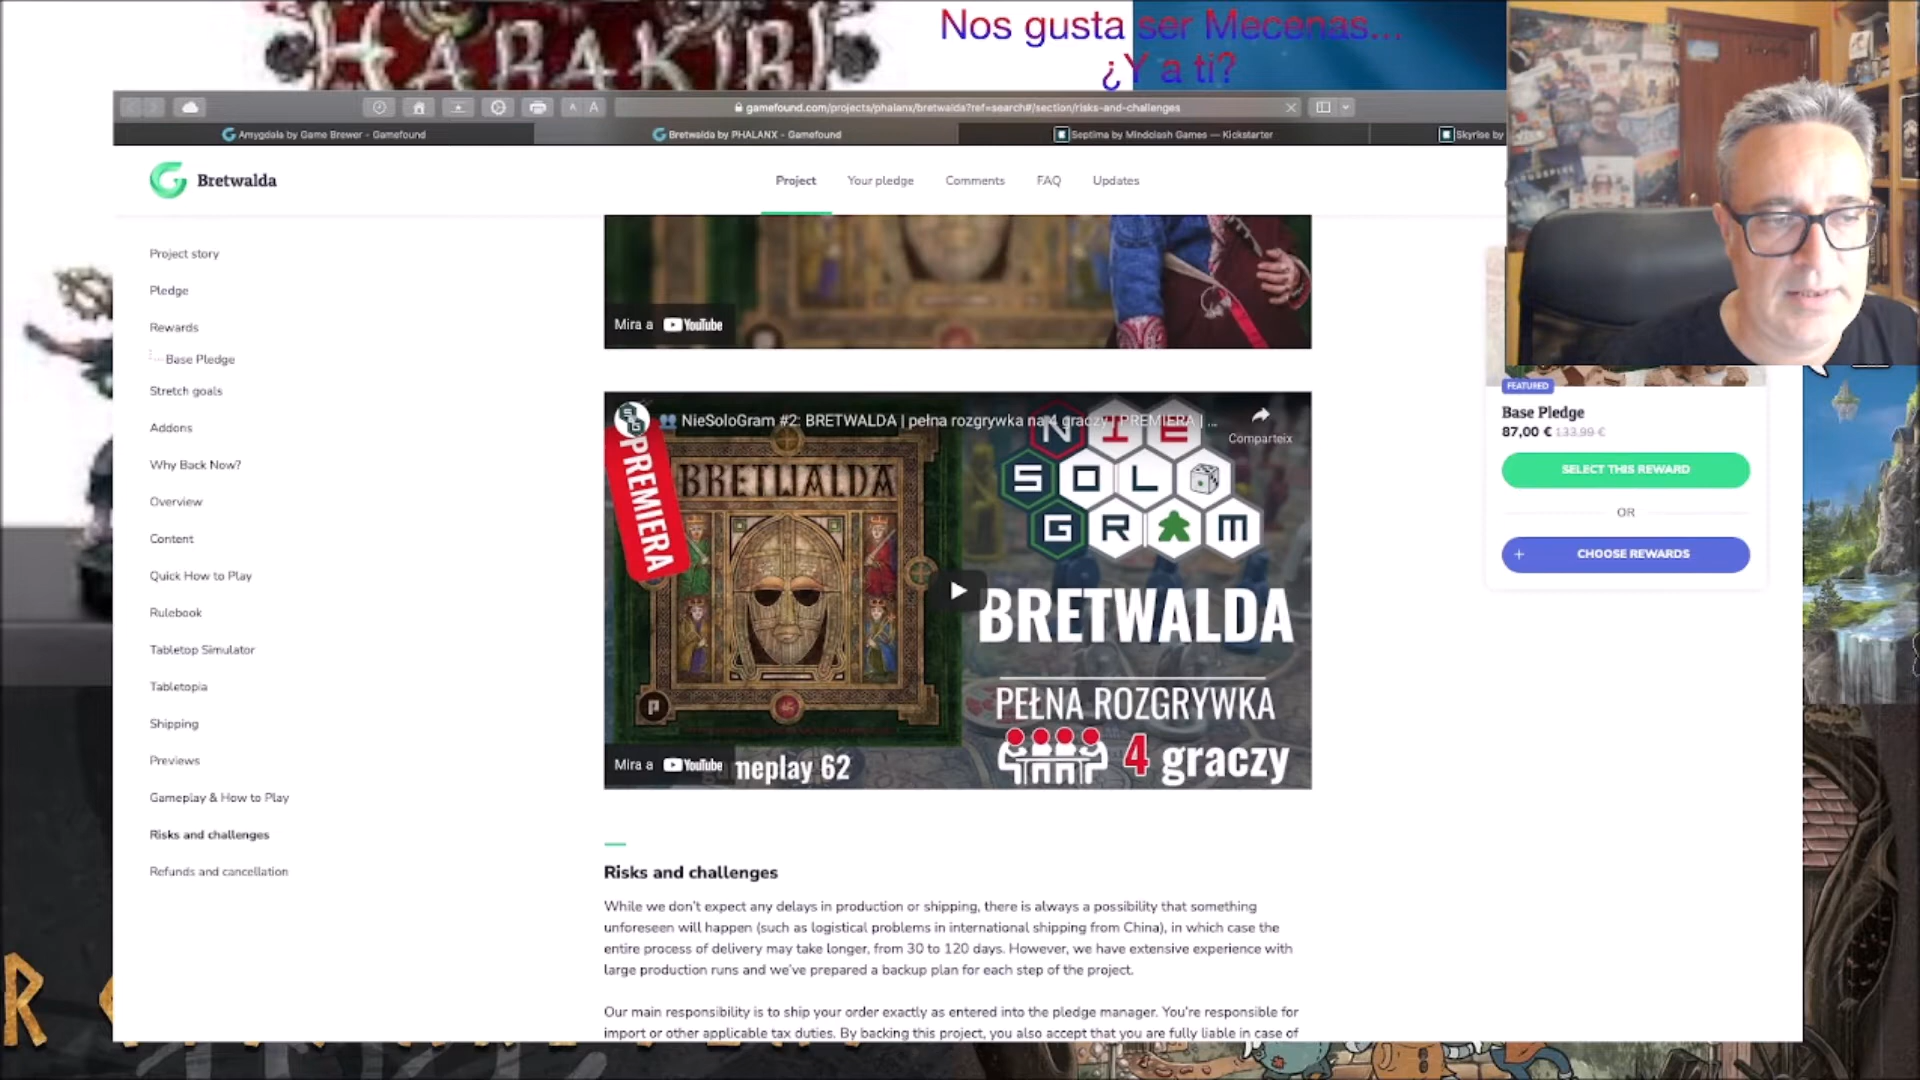 HARAKIRI
Nos gusta ser Mecenas...
¿Y a ti?
A A
gamefound.com/projects/phalanx/bretwalda?ref=search#/section/risks-and-challenges
Amygdala by Game Brewer - Gamefound
Bretwalda by PHALANX - Gamefound
Septima by Mindclash Games — Kickstarter
Skyrise by
Bretwalda
Project
Your pledge
Comments
FAQ
Updates
Project story
Pledge
Rewards
Base Pledge
Stretch goals
Addons
Why Back Now?
Overview
Content
Quick How to Play
Rulebook
Tabletop Simulator
Tabletopia
Shipping
Previews
Gameplay & How to Play
Risks and challenges
Refunds and cancellation
Mira a YouTube
NieSoloGram #2: BRETWALDA | pełna rozgrywka na 4 graczy | PREMIERA | ...
Comparteix
PREMIERA
BRETWALDA
NIE
SOL
GRAM
BRETWALDA
PEŁNA ROZGRYWKA
4 graczy
Mira a YouTube
meplay 62
Risks and challenges
While we don't expect any delays in production or shipping, there is always a possibility that something
unforeseen will happen (such as logistical problems in international shipping from China), in which case the
entire process of delivery may take longer, from 30 to 120 days. However, we have extensive experience with
large production runs and we've prepared a backup plan for each step of the project.
Our main responsibility is to ship your order exactly as entered into the pledge manager. You're responsible for
import or other applicable tax duties. By backing this project, you also accept that you are fully liable in case of
FEATURED
Base Pledge
87,00 € 133,99 €
SELECT THIS REWARD
OR
+ CHOOSE REWARDS